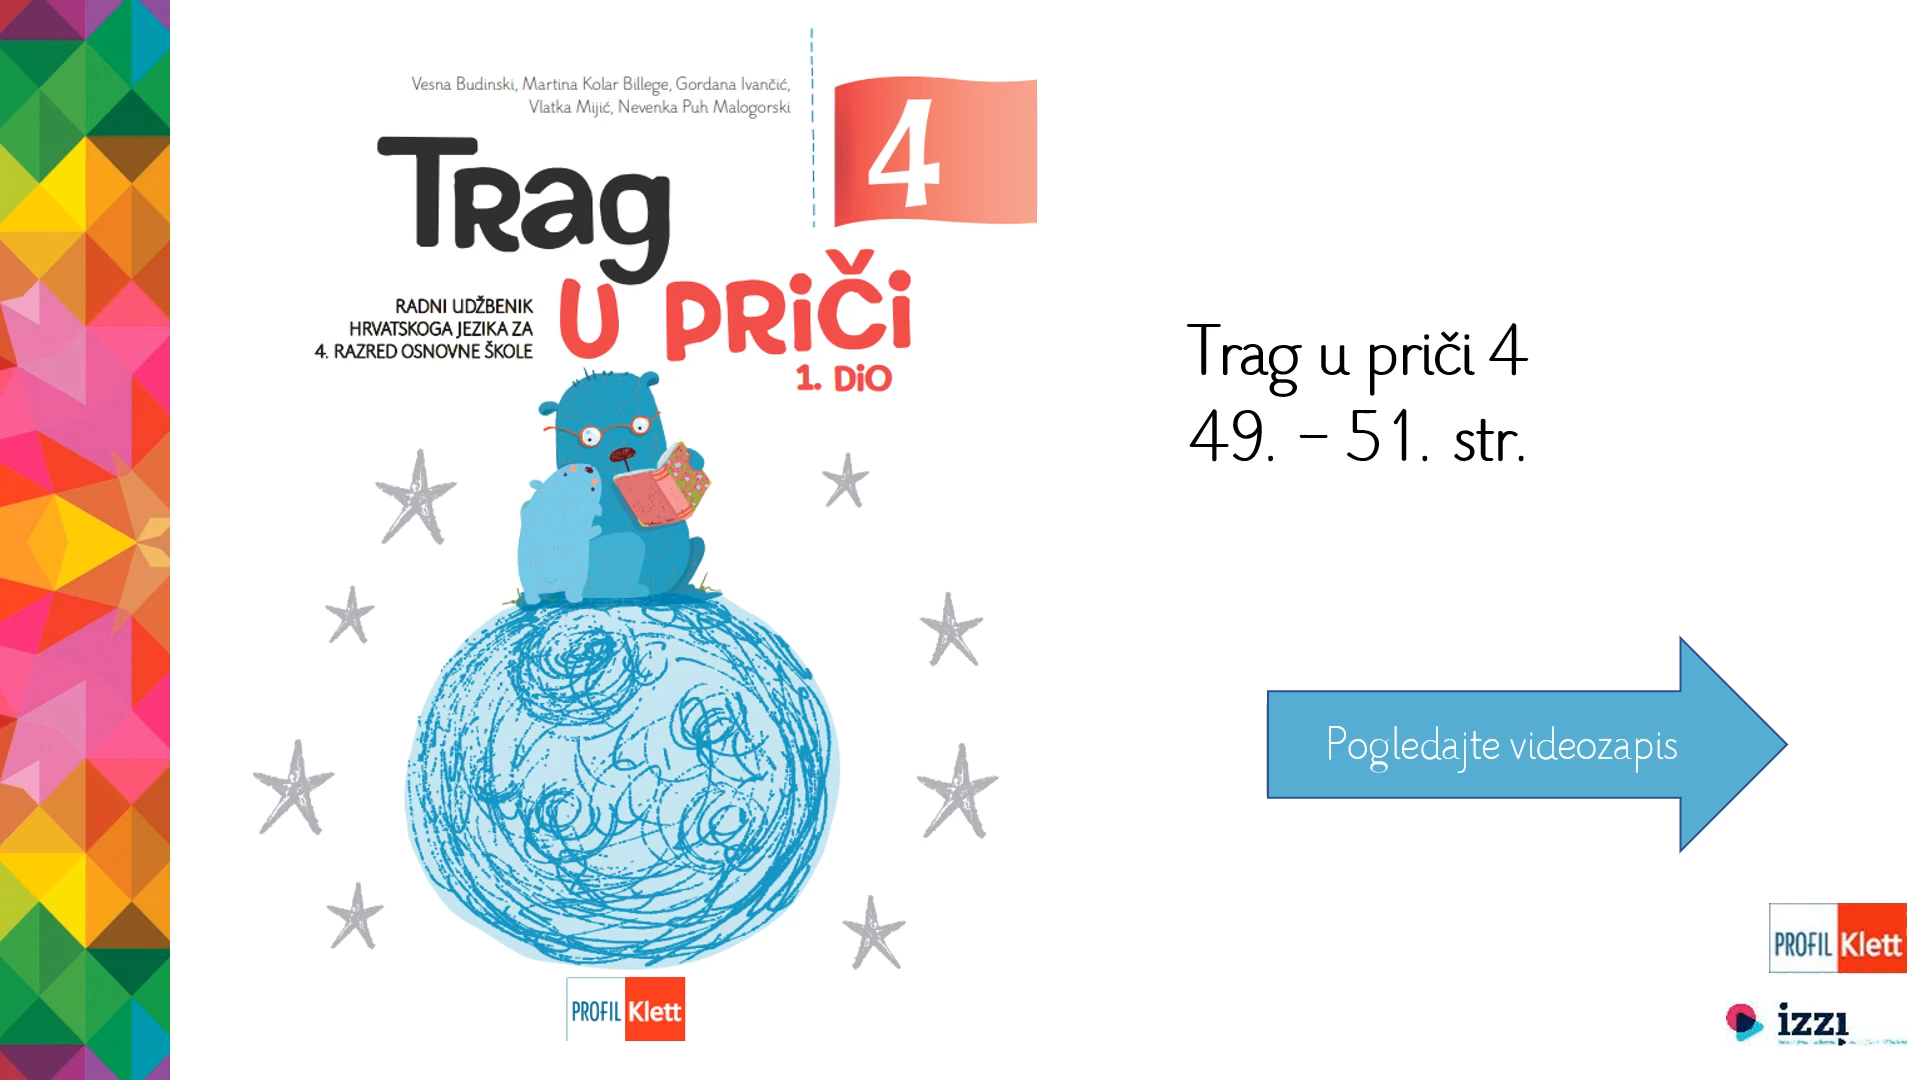 Vesna Budinski, Martina Kolar Billege, Gordana Ivančić,
Vlatka Mijić, Nevenka Puh Malogorski
4
Trag
u priči
1. DiO
RADNI UDŽBENIK
HRVATSKOGA JEZIKA ZA
4. RAZRED OSNOVNE ŠKOLE
PROFIL Klett
Trag u priči 4
49. – 51. str.
Pogledajte videozapis
PROFIL Klett
izzi